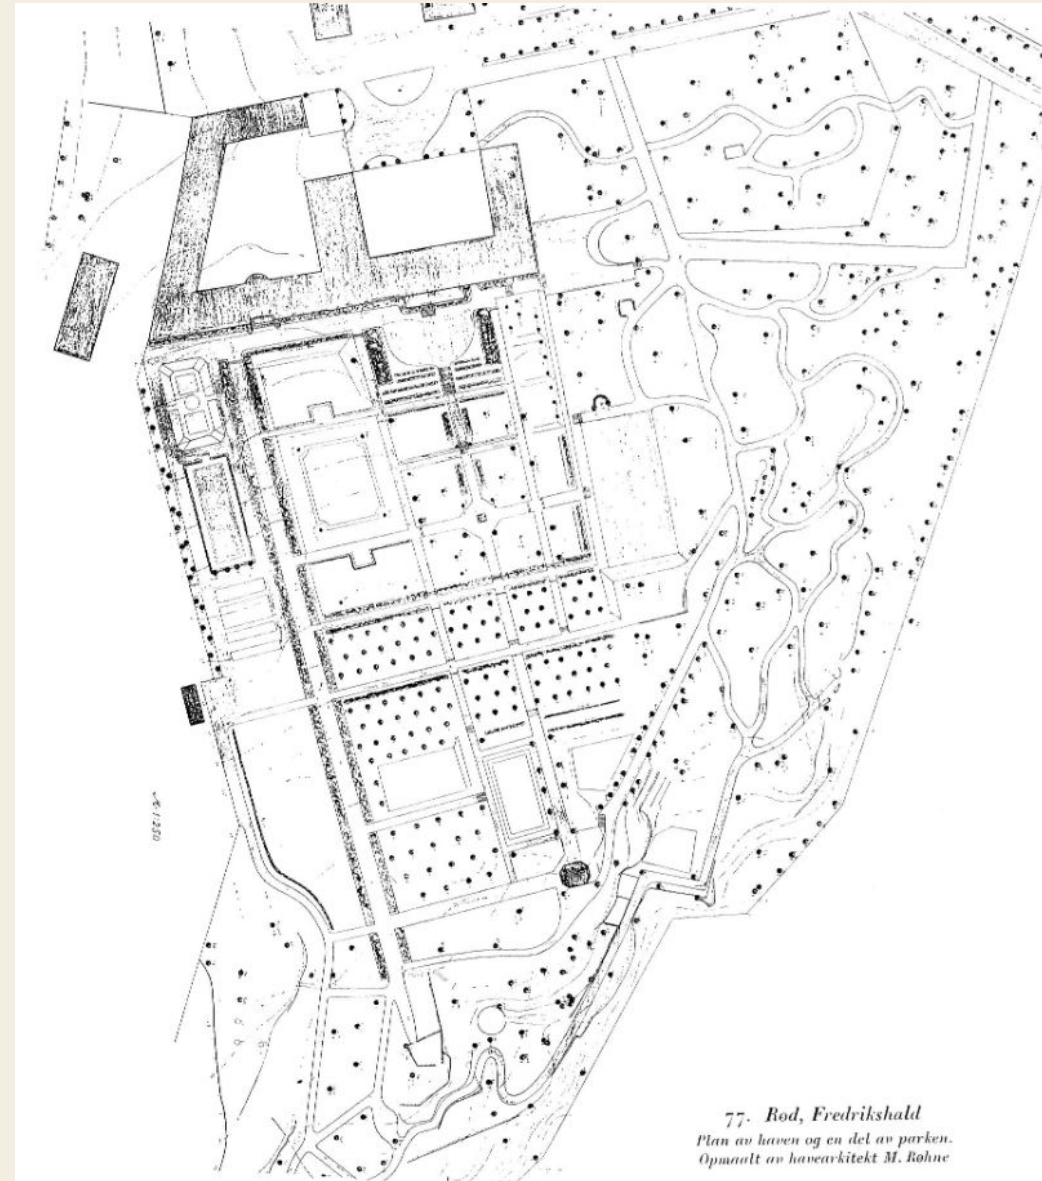 77. Rød, Fredrikshald
Plan av haven og en del av parken.
Opmaalt av havearkitekt M. Røhne